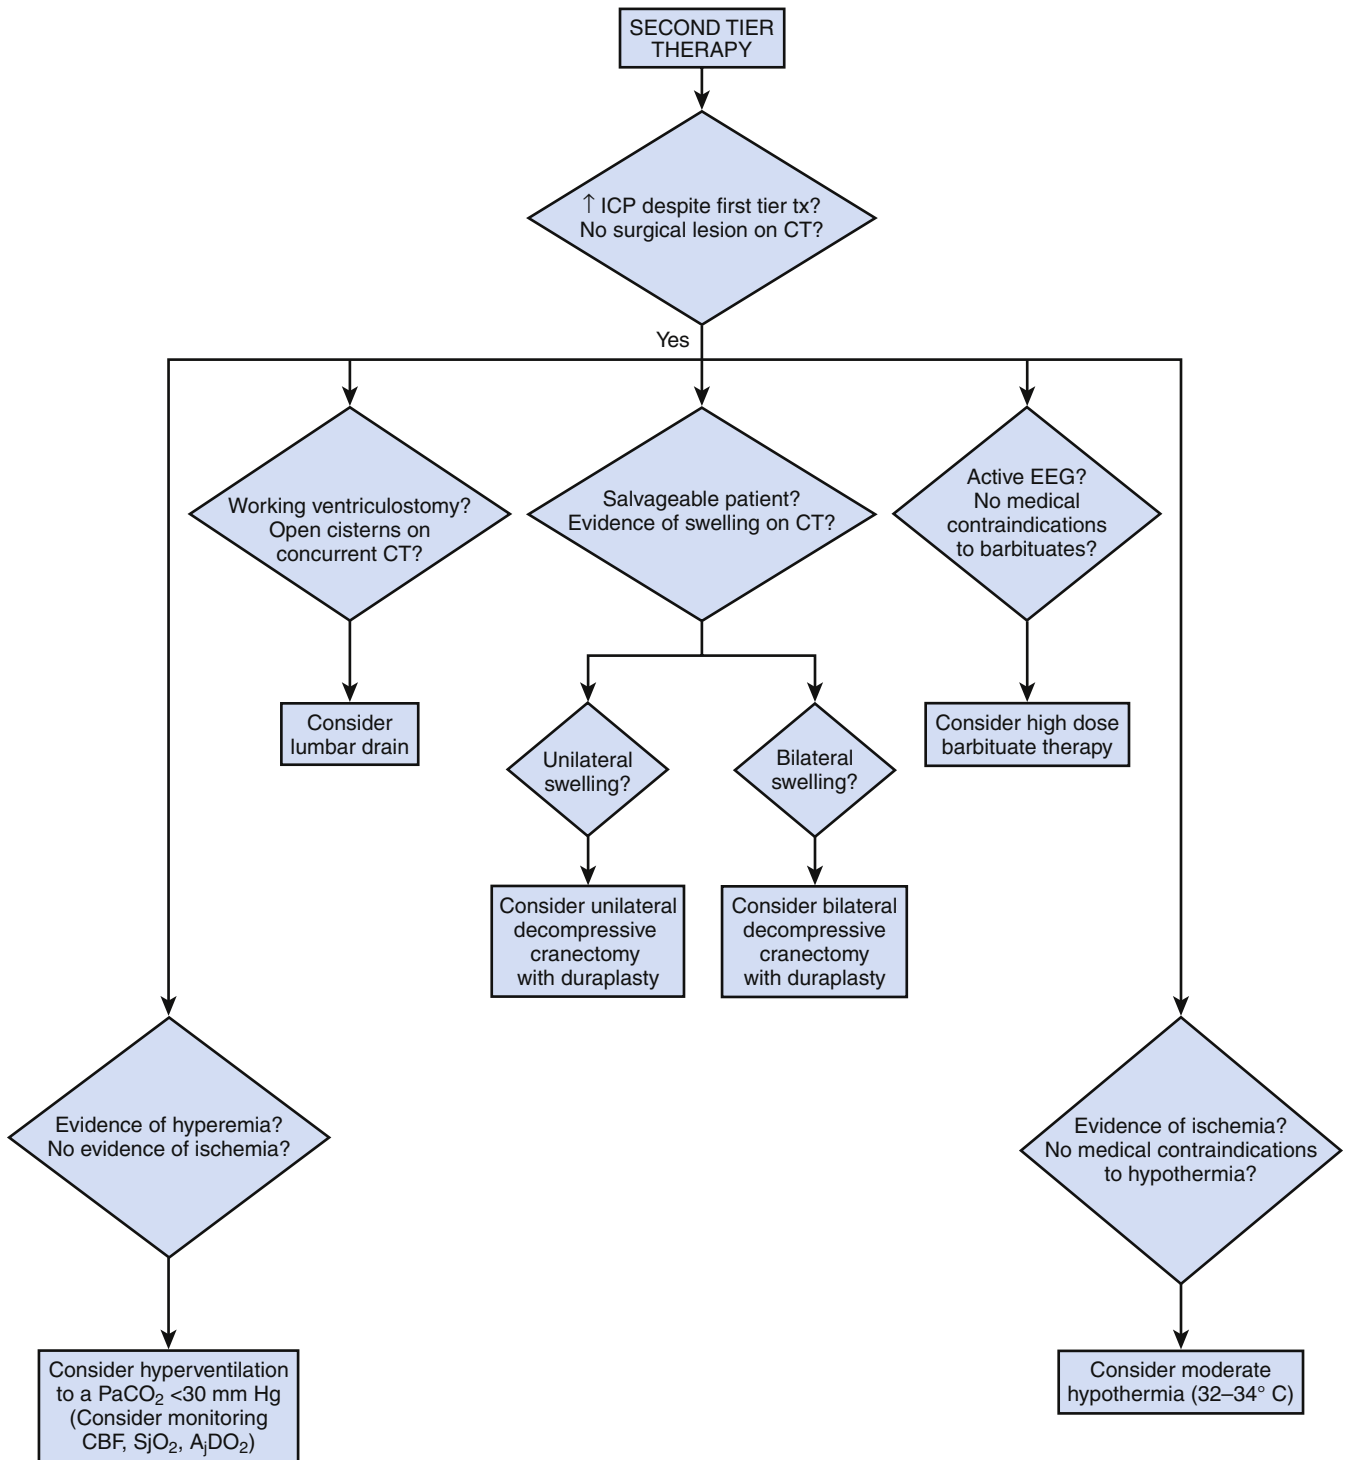 SECOND TIER
THERAPY
↑ ICP despite first tier tx?
No surgical lesion on CT?
Yes
Working ventriculostomy?
Open cisterns on
concurrent CT?
Salvageable patient?
Evidence of swelling on CT?
Active EEG?
No medical
contraindications
to barbituates?
Consider
lumbar drain
Unilateral
swelling?
Bilateral
swelling?
Consider high dose
barbituate therapy
Consider unilateral
decompressive
cranectomy
with duraplasty
Consider bilateral
decompressive
cranectomy
with duraplasty
Evidence of hyperemia?
No evidence of ischemia?
Evidence of ischemia?
No medical contraindications
to hypothermia?
Consider hyperventilation
to a PaCO₂ <30 mm Hg
(Consider monitoring
CBF, SjO₂, AⱼDO₂)
Consider moderate
hypothermia (32–34° C)